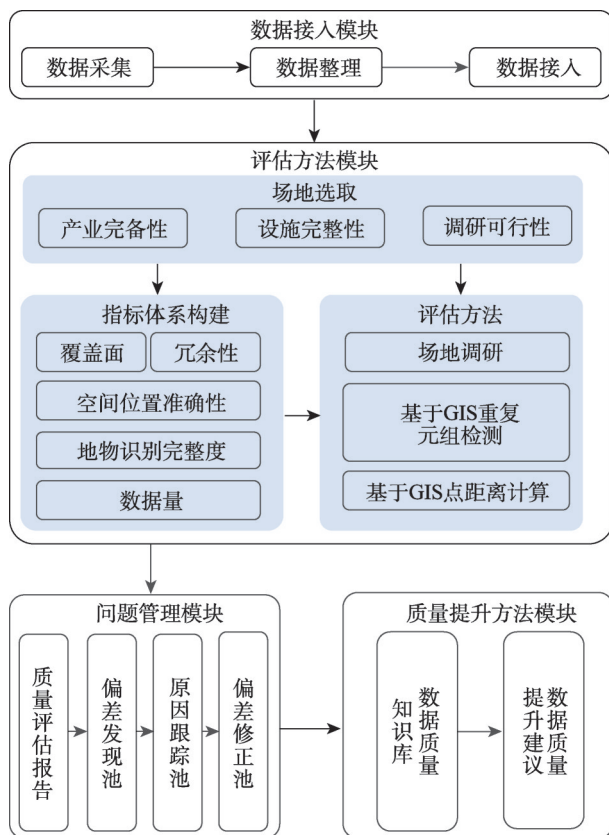 数据接入模块
数据采集
数据整理
数据接入
评估方法模块
场地选取
产业完备性
设施完整性
调研可行性
指标体系构建
覆盖面
冗余性
空间位置准确性
地物识别完整度
数据量
评估方法
场地调研
基于GIS重复
元组检测
基于GIS点距离计算
问题管理模块
质量评估报告
偏差发现池
原因跟踪池
偏差修正池
质量提升方法模块
数据质量
知识库
数据质量
提升建议